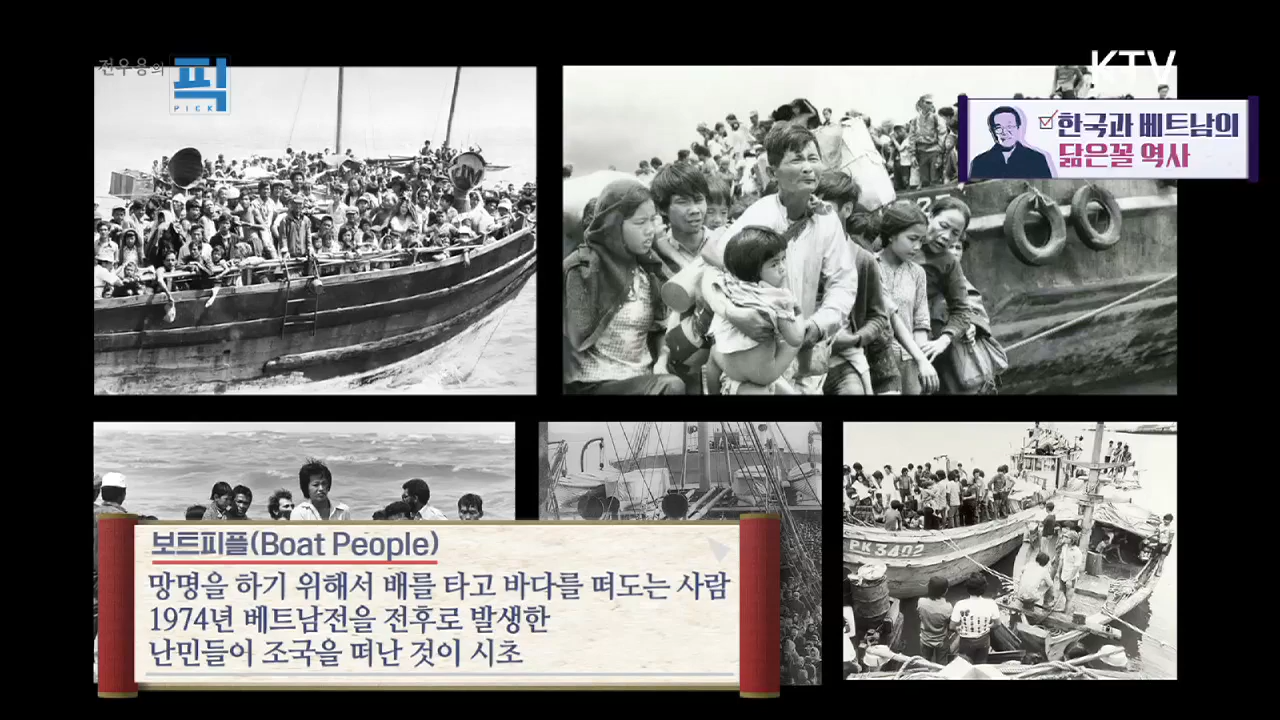 전우용의
픽
PICK
KTV
한국과 베트남의
닮은꼴 역사
PK 3402
보트피플(Boat People)
망명을 하기 위해서 배를 타고 바다를 떠도는 사람
1974년 베트남전을 전후로 발생한
난민들이 조국을 떠난 것이 시초